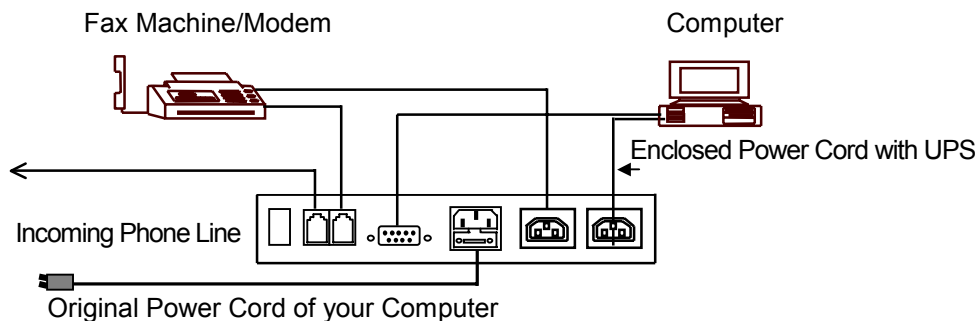 Fax Machine/Modem
Computer
Enclosed Power Cord with UPS
Incoming Phone Line
Original Power Cord of your Computer